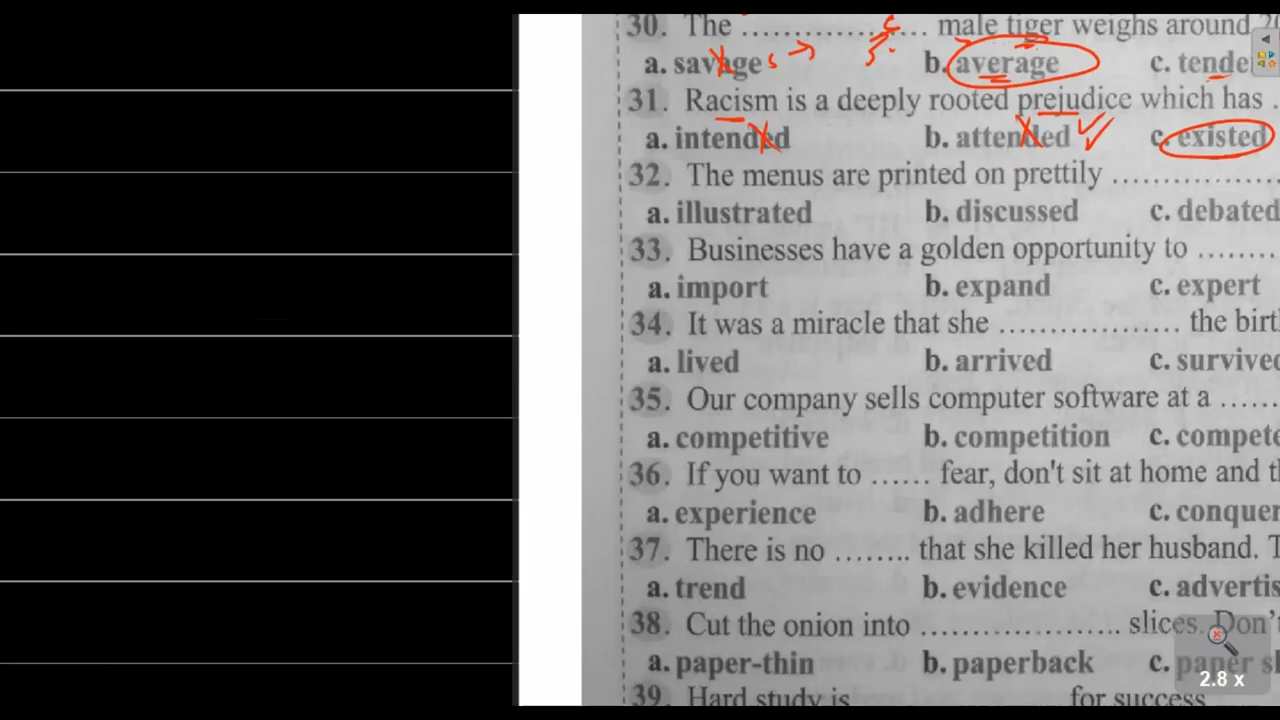 30. The ................... male tiger weighs around
a. savage b. average c. tende
31. Racism is a deeply rooted prejudice which has .
a. intended b. attended c. existed
32. The menus are printed on prettily ..................
a. illustrated b. discussed c. debated
33. Businesses have a golden opportunity to ........
a. import b. expand c. expert
34. It was a miracle that she .................. the birt
a. lived b. arrived c. survived
35. Our company sells computer software at a ......
a. competitive b. competition c. compete
36. If you want to ...... fear, don't sit at home and th
a. experience b. adhere c. conquer
37. There is no ........ that she killed her husband. T
a. trend b. evidence c. advertis
38. Cut the onion into .................... slices. Don't
a. paper-thin b. paperback c. paper sl
39. Hard study is for success
2.8 x